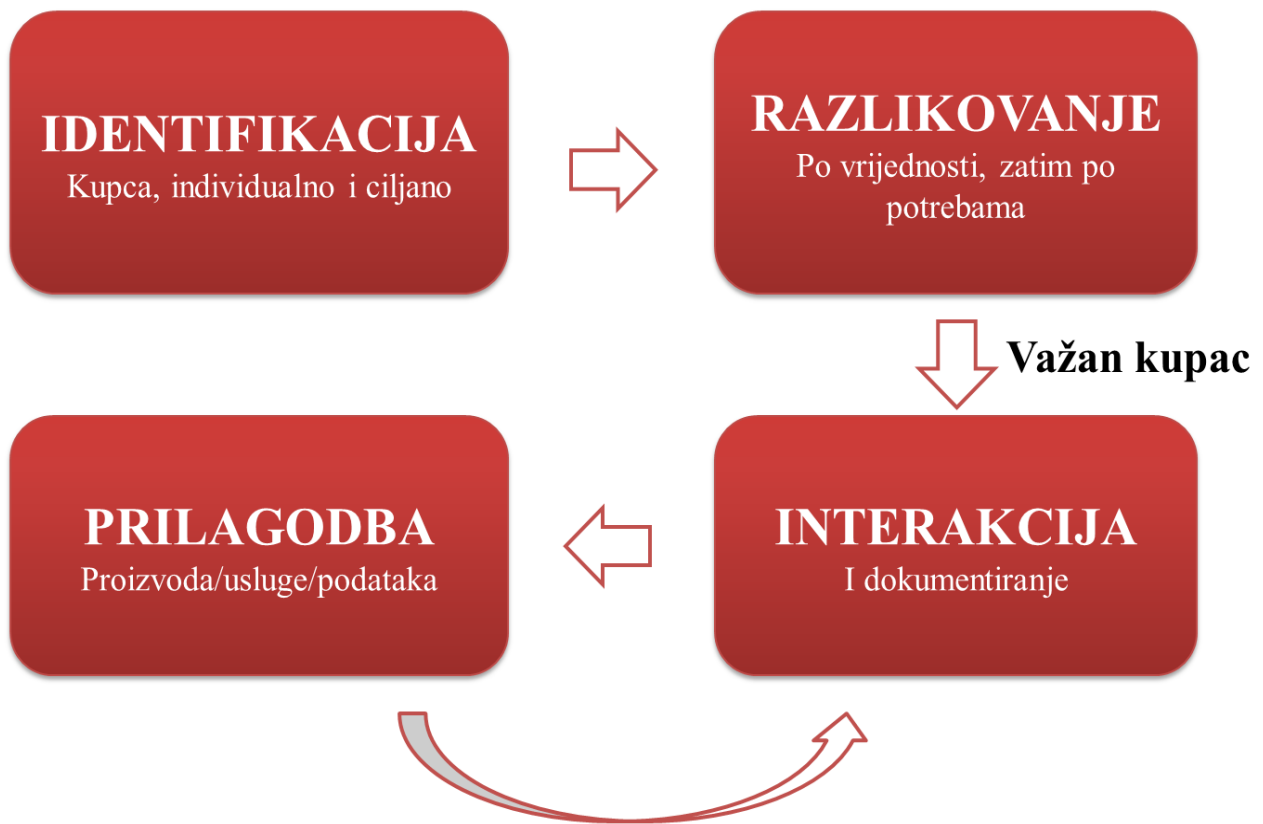 IDENTIFIKACIJA
Kupca, individualno i ciljano
RAZLIKOVANJE
Po vrijednosti, zatim po
potrebama
Važan kupac
INTERAKCIJA
I dokumentiranje
PRILAGODBA
Proizvoda/usluge/podataka